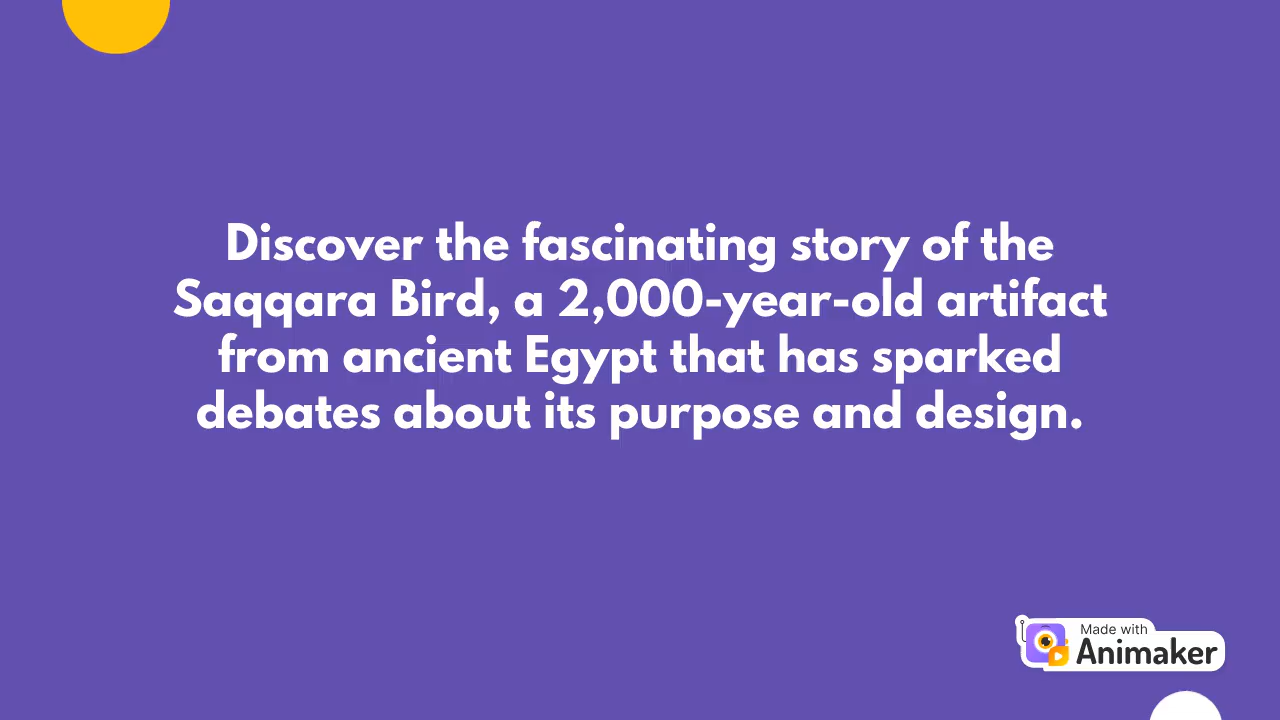 Discover the fascinating story of the
Saqqara Bird, a 2,000-year-old artifact
from ancient Egypt that has sparked
debates about its purpose and design.
Made with
Animaker